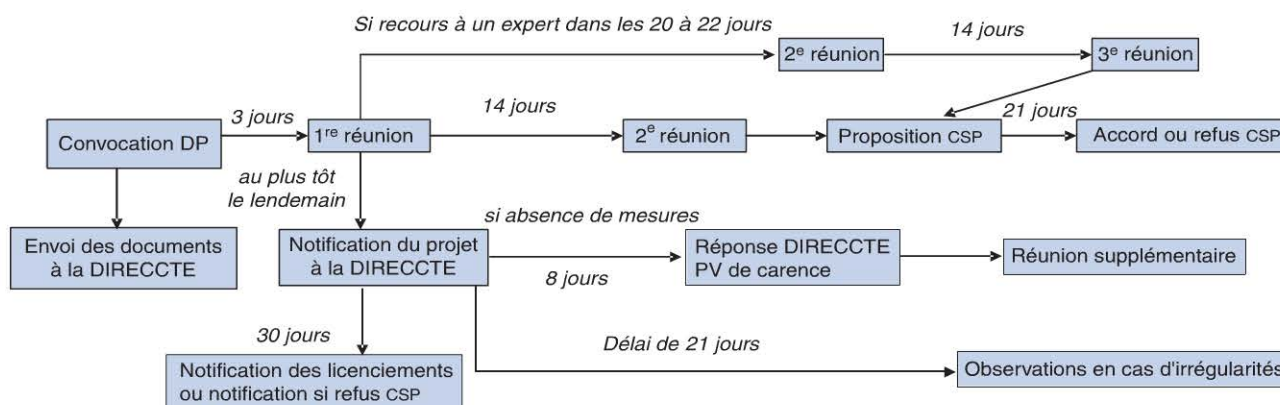 Si recours à un expert dans les 20 à 22 jours
2e réunion
14 jours
3e réunion
Convocation DP
3 jours
1re réunion
14 jours
2e réunion
Proposition CSP
21 jours
Accord ou refus CSP
au plus tôt
le lendemain
Envoi des documents
à la DIRECCTE
Notification du projet
à la DIRECCTE
si absence de mesures
8 jours
Réponse DIRECCTE
PV de carence
Réunion supplémentaire
30 jours
Notification des licenciements
ou notification si refus CSP
Délai de 21 jours
Observations en cas d'irrégularités